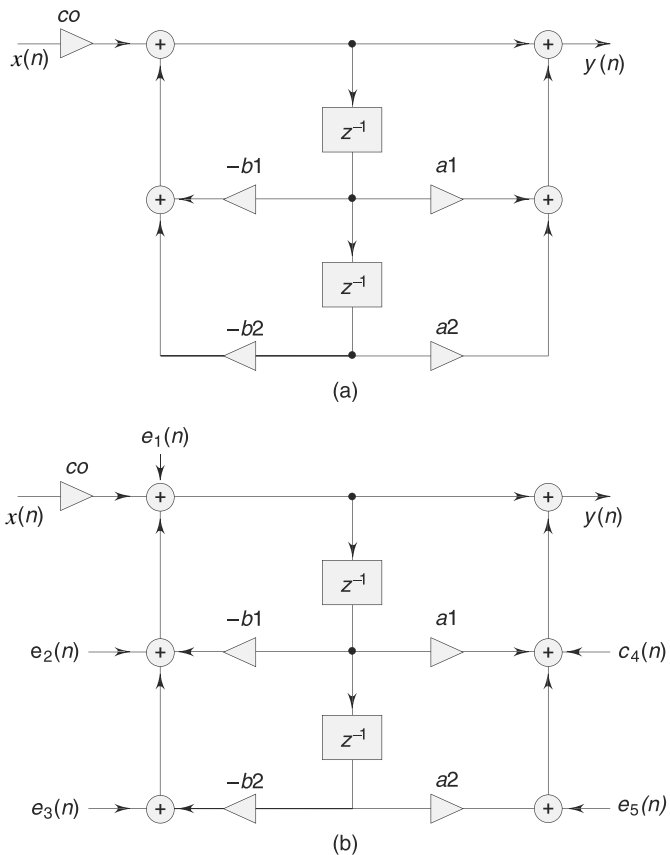 co
x(n)
y(n)
z⁻¹
–b1
a1
z⁻¹
–b2
a2
(a)
e₁(n)
co
x(n)
y(n)
z⁻¹
–b1
a1
e₂(n)
c₄(n)
z⁻¹
–b2
a2
e₃(n)
e₅(n)
(b)